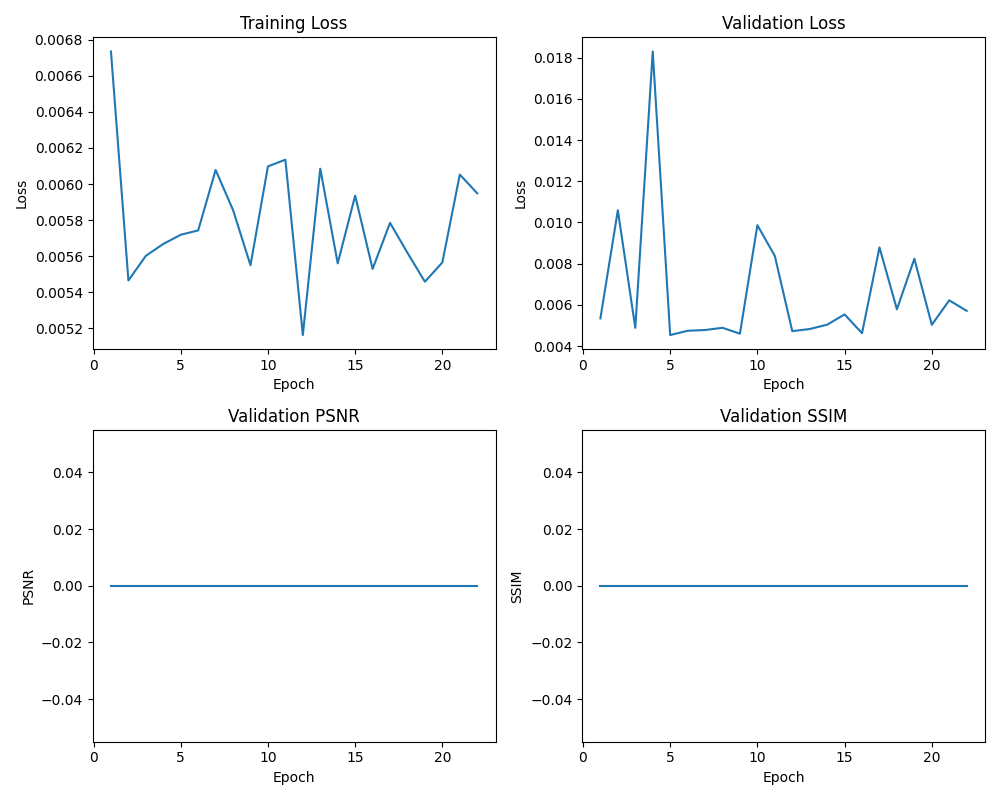 Training Loss
0.0068
0.0066
0.0064
0.0062
0.0060
0.0058
0.0056
0.0054
0.0052
Loss
0 5 10 15 20
Epoch
Validation Loss
0.018
0.016
0.014
0.012
0.010
0.008
0.006
0.004
Loss
0 5 10 15 20
Epoch
Validation PSNR
0.04
0.02
0.00
−0.02
−0.04
PSNR
0 5 10 15 20
Epoch
Validation SSIM
0.04
0.02
0.00
−0.02
−0.04
SSIM
0 5 10 15 20
Epoch